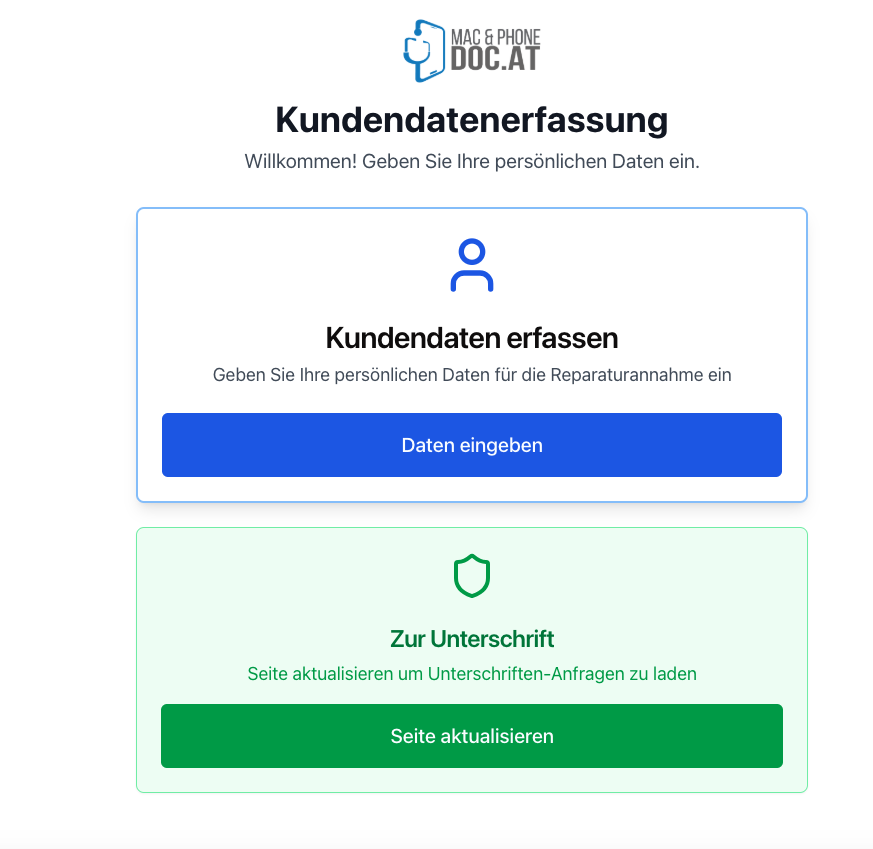 MAC & PHONE
DOC.AT
Kundendatenerfassung
Willkommen! Geben Sie Ihre persönlichen Daten ein.
Kundendaten erfassen
Geben Sie Ihre persönlichen Daten für die Reparaturannahme ein
Daten eingeben
Zur Unterschrift
Seite aktualisieren um Unterschriften-Anfragen zu laden
Seite aktualisieren